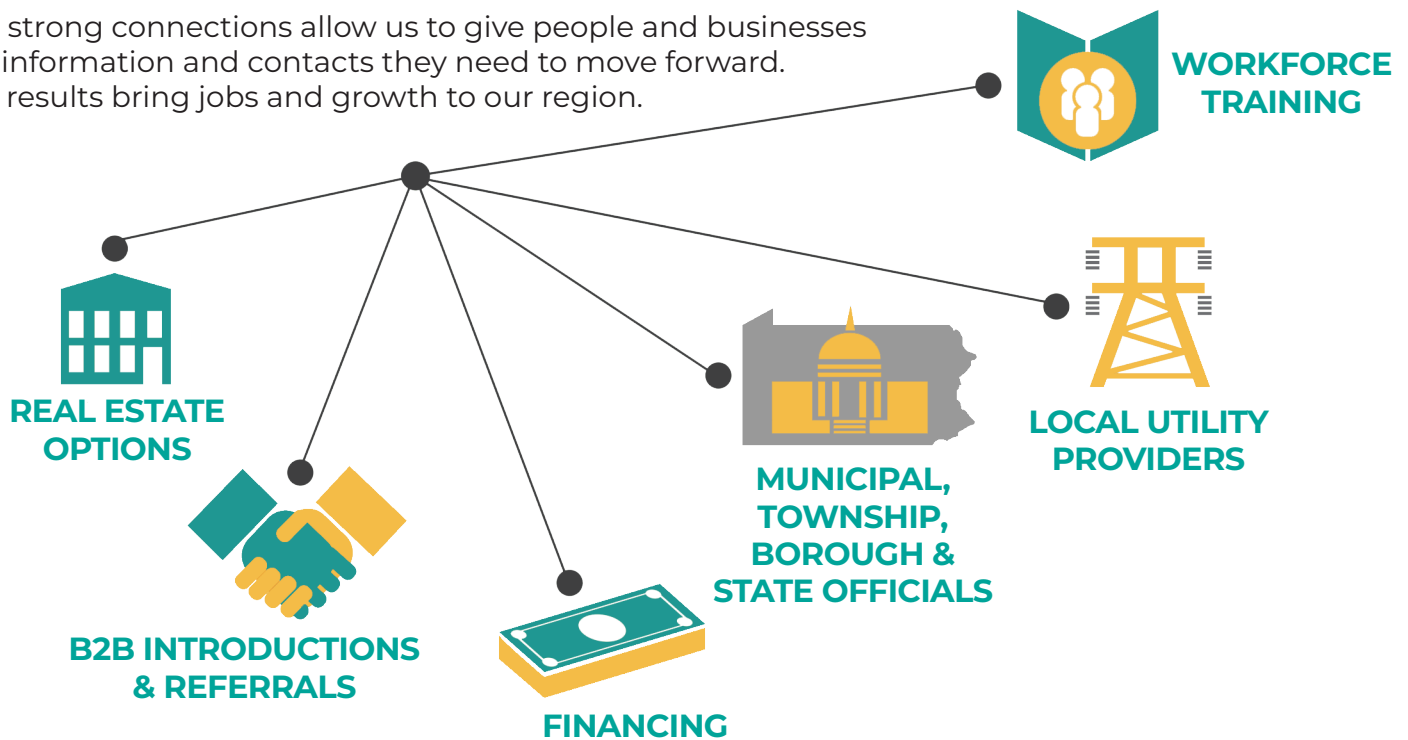 strong connections allow us to give people and businesses
information and contacts they need to move forward.
results bring jobs and growth to our region.
WORKFORCE
TRAINING
REAL ESTATE
OPTIONS
LOCAL UTILITY
PROVIDERS
MUNICIPAL,
TOWNSHIP,
BOROUGH &
STATE OFFICIALS
B2B INTRODUCTIONS
& REFERRALS
FINANCING